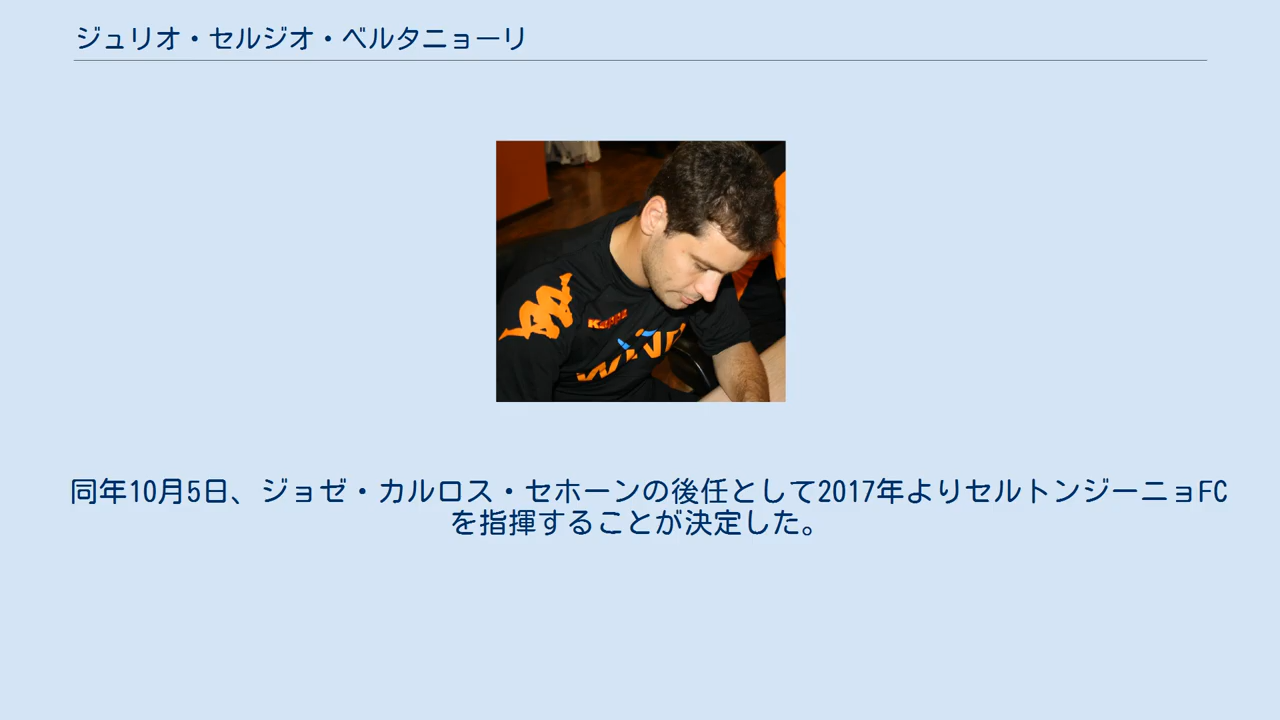 ジュリオ・セルジオ・ベルタニョーリ
Kappa
WIND
同年10月5日、ジョゼ・カルロス・セホーンの後任として2017年よりセルトンジーニョFC
を指揮することが決定した。